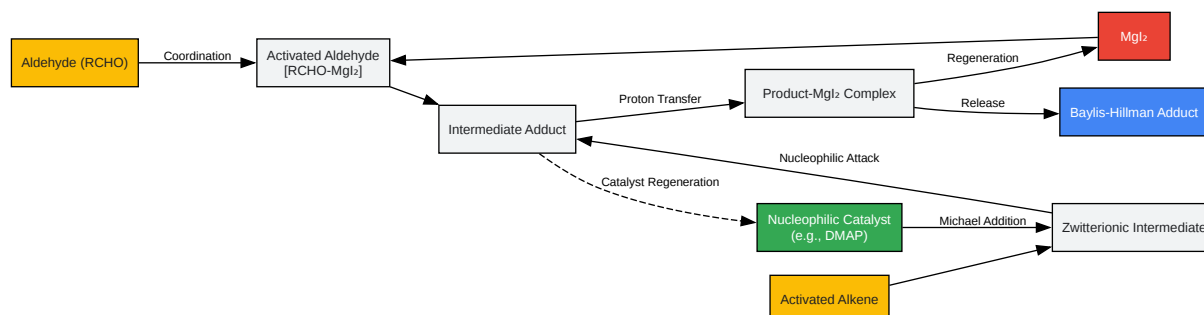 Aldehyde (RCHO)
Coordination
Activated Aldehyde
[RCHO-MgI₂]
MgI₂
Regeneration
Product-MgI₂ Complex
Release
Baylis-Hillman Adduct
Proton Transfer
Intermediate Adduct
Nucleophilic Attack
Catalyst Regeneration
Nucleophilic Catalyst
(e.g., DMAP)
Michael Addition
Zwitterionic Intermediate
Activated Alkene